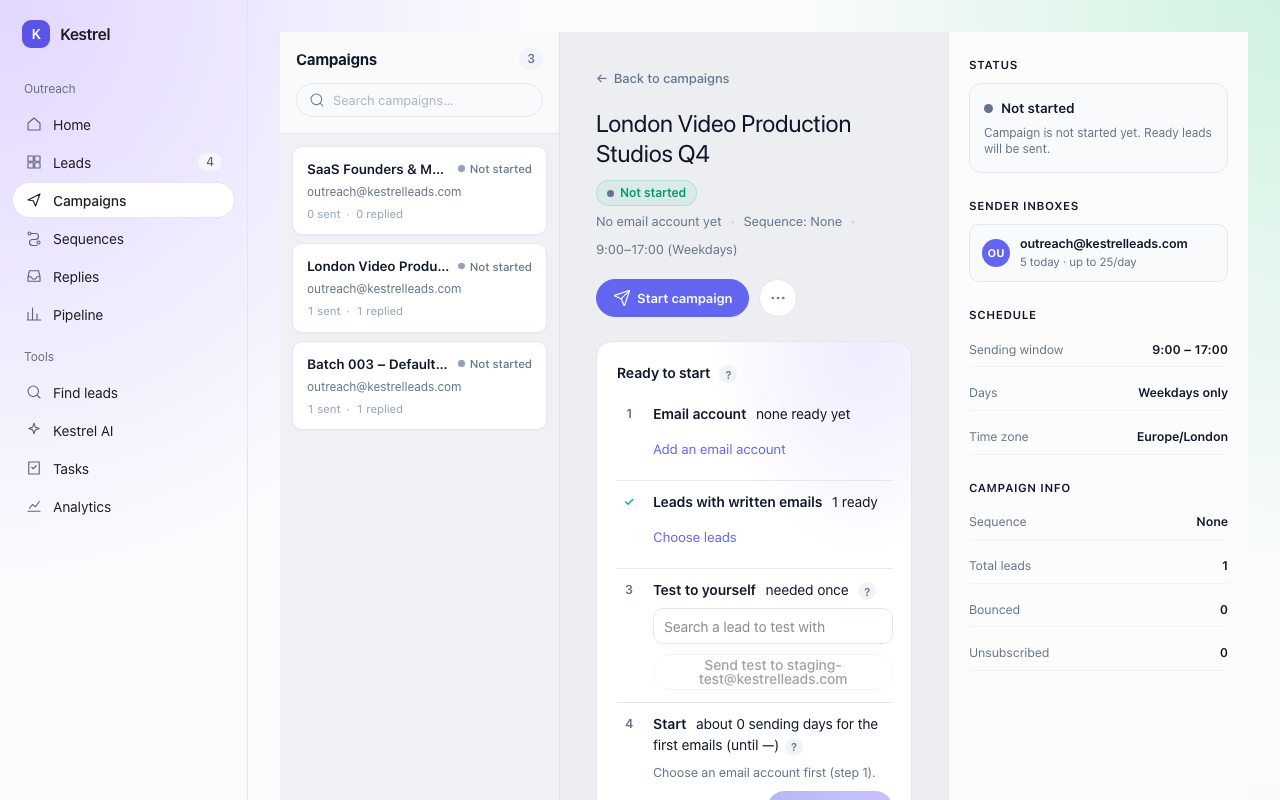 K Kestrel
Outreach
Home
Leads 4
Campaigns
Sequences
Replies
Pipeline
Tools
Find leads
Kestrel AI
Tasks
Analytics
Campaigns 3
Search campaigns...
SaaS Founders & M... Not started
outreach@kestrelleads.com
0 sent · 0 replied
London Video Produ... Not started
outreach@kestrelleads.com
1 sent · 1 replied
Batch 003 – Default... Not started
outreach@kestrelleads.com
1 sent · 1 replied
← Back to campaigns
London Video Production
Studios Q4
Not started
No email account yet · Sequence: None ·
9:00–17:00 (Weekdays)
Start campaign ...
Ready to start ?
1 Email account none ready yet
Add an email account
✓ Leads with written emails 1 ready
Choose leads
3 Test to yourself needed once ?
Search a lead to test with
Send test to staging-
test@kestrelleads.com
4 Start about 0 sending days for the
first emails (until —) ?
Choose an email account first (step 1).
STATUS
Not started
Campaign is not started yet. Ready leads
will be sent.
SENDER INBOXES
OU outreach@kestrelleads.com
5 today · up to 25/day
SCHEDULE
Sending window 9:00 – 17:00
Days Weekdays only
Time zone Europe/London
CAMPAIGN INFO
Sequence None
Total leads 1
Bounced 0
Unsubscribed 0